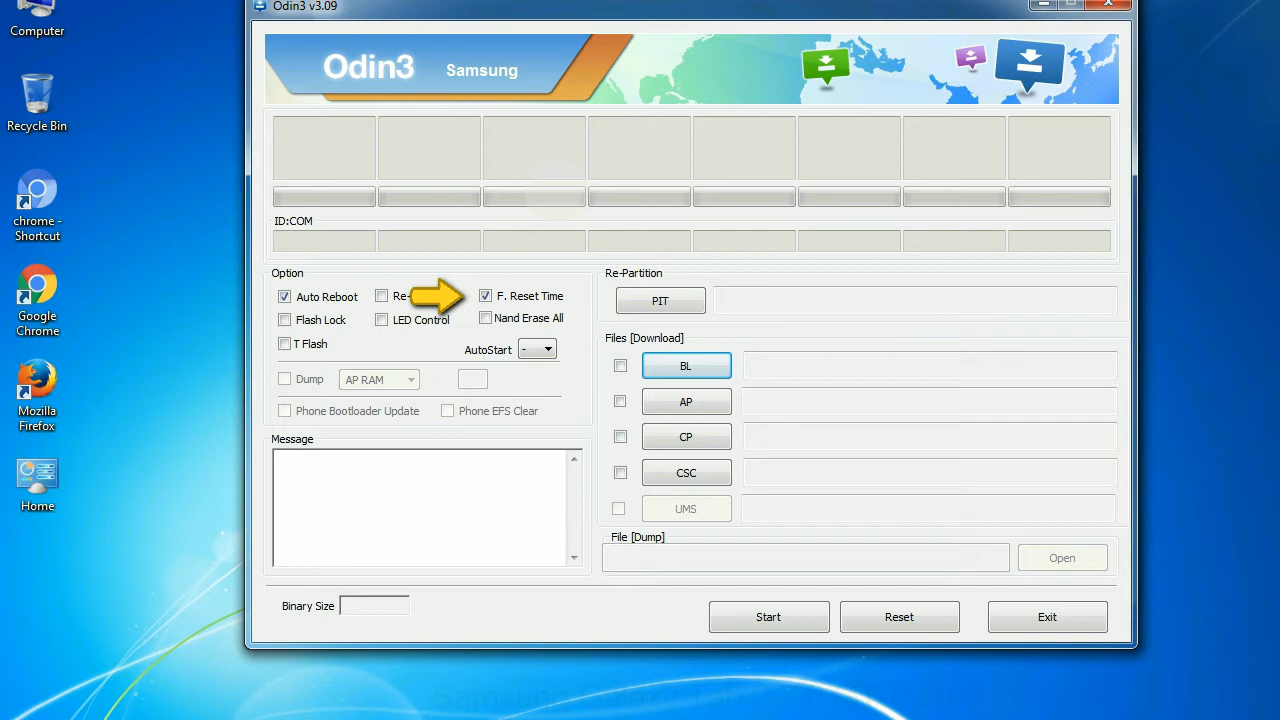 Odin3 v3.09
Computer
Recycle Bin
chrome -
Shortcut
Google
Chrome
Mozilla
Firefox
Home
Odin3 Samsung
ID:COM
Option
Auto Reboot Re- F. Reset Time
Flash Lock LED Control Nand Erase All
T Flash AutoStart -
Dump AP RAM
Phone Bootloader Update Phone EFS Clear
Message
Re-Partition
PIT
Files [Download]
BL
AP
CP
CSC
UMS
File [Dump]
Open
Binary Size
Start Reset Exit